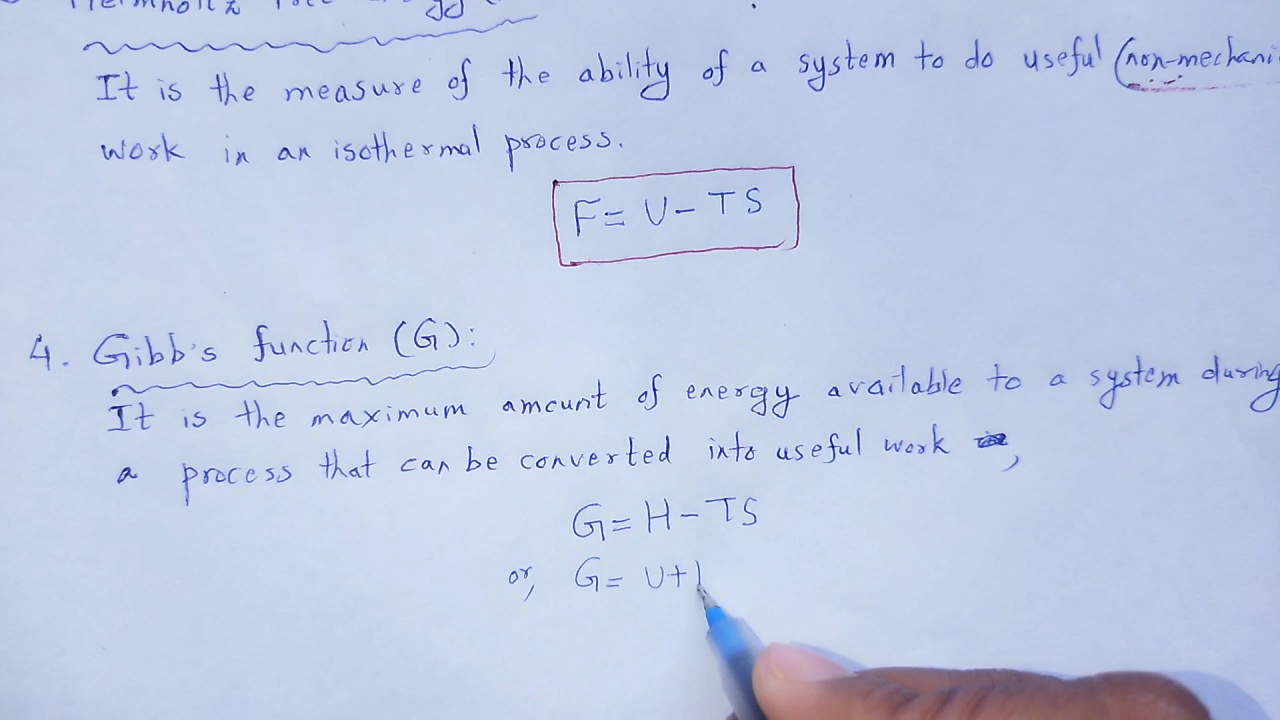 It is the measure of the ability of a system to do useful (non-mechani
work in an isothermal process.
F = U - TS
4. Gibb's function (G):
It is the maximum amount of energy available to a system during
a process that can be converted into useful work ,
G = H - TS
or, G = U +